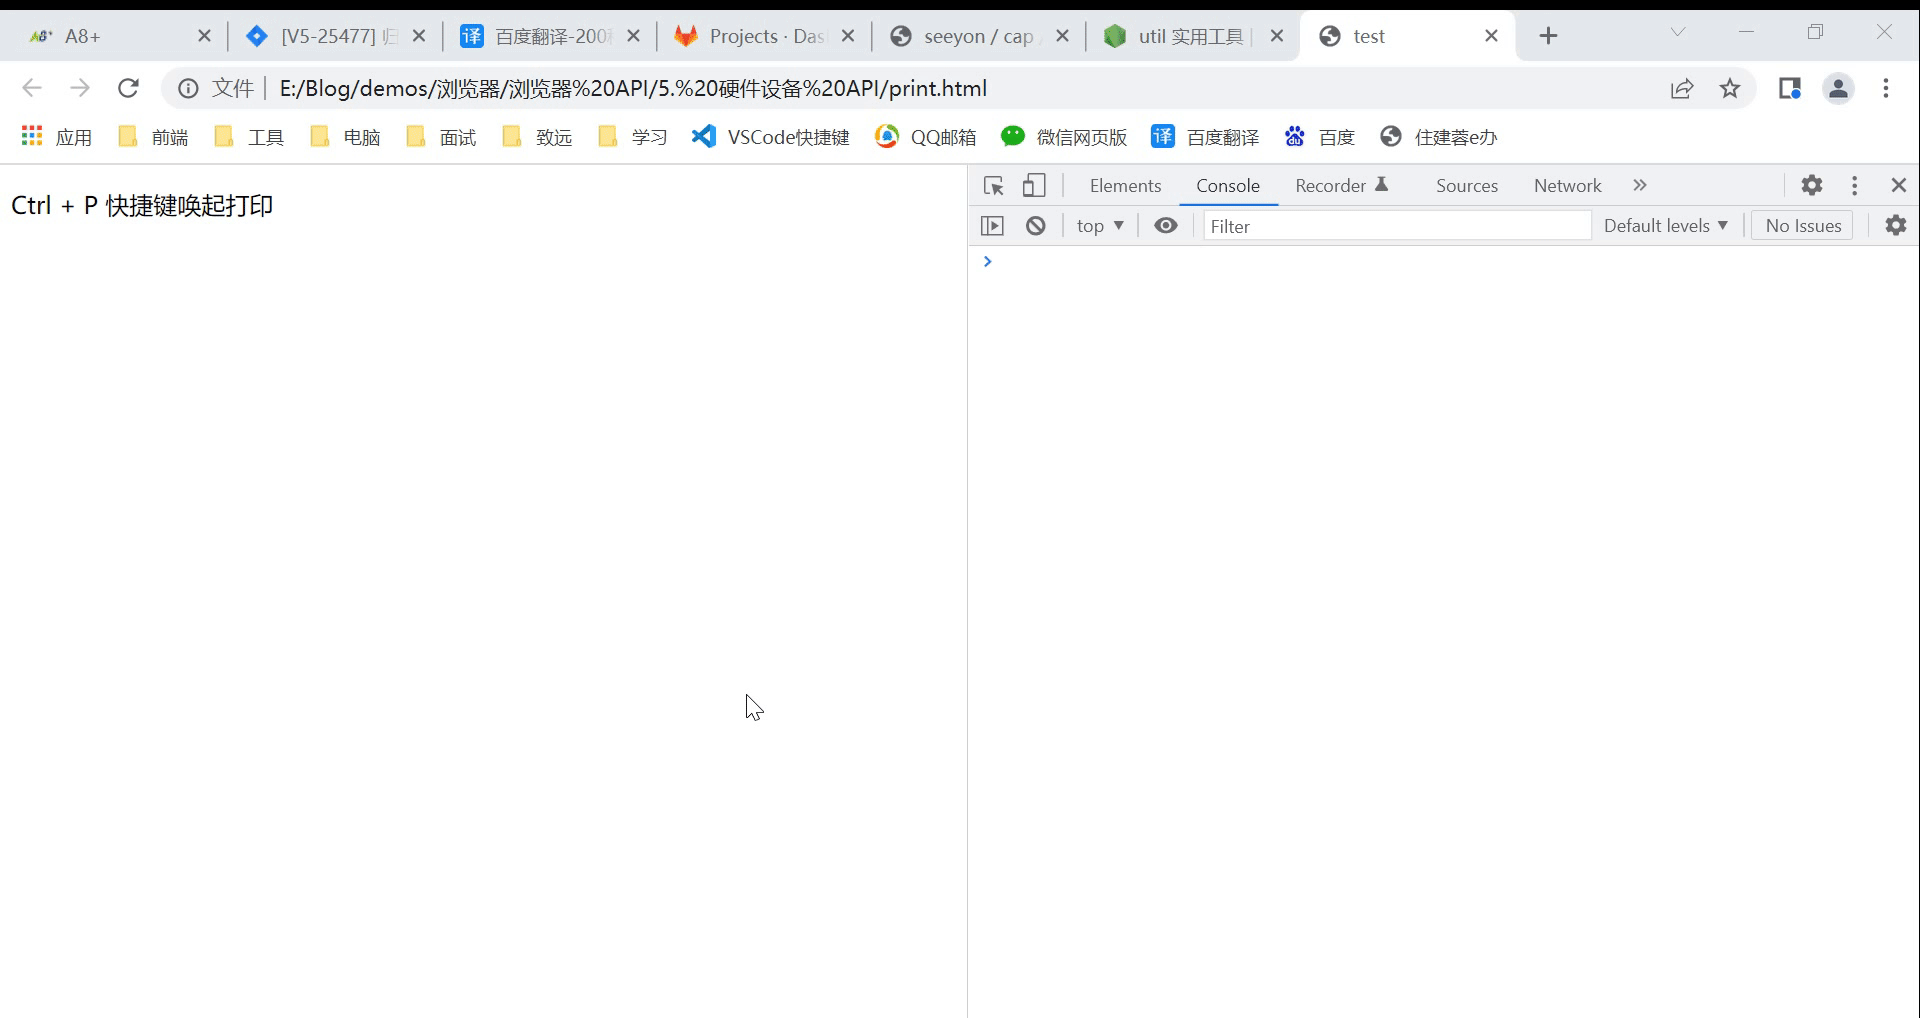 A8+
[V5-25477] 归
百度翻译-200
Projects · Das
seeyon / cap
util 实用工具 |
test
文件 | E:/Blog/demos/浏览器/浏览器%20API/5.%20硬件设备%20API/print.html
应用 前端 工具 电脑 面试 致远 学习 VSCode快捷键 QQ邮箱 微信网页版 译 百度翻译 百度 住建蓉e办
Ctrl + P 快捷键唤起打印
Elements Console Recorder Sources Network
top Filter Default levels No Issues